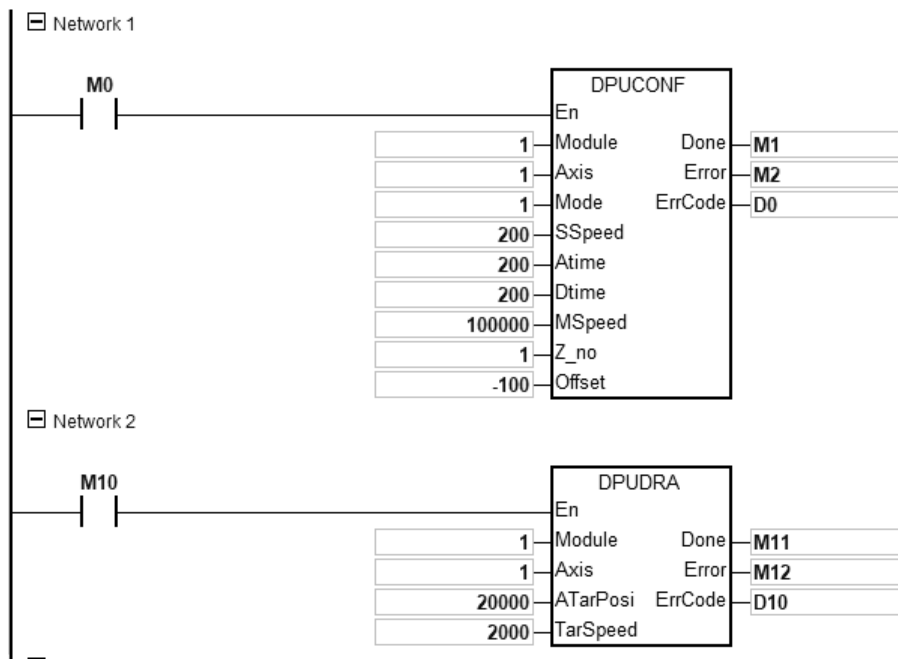 Network 1
M0
DPUCONF
En
1 Module Done M1
1 Axis Error M2
1 Mode ErrCode D0
200 SSpeed
200 Atime
200 Dtime
100000 MSpeed
1 Z_no
-100 Offset
Network 2
M10
DPUDRA
En
1 Module Done M11
1 Axis Error M12
20000 ATarPosi ErrCode D10
2000 TarSpeed